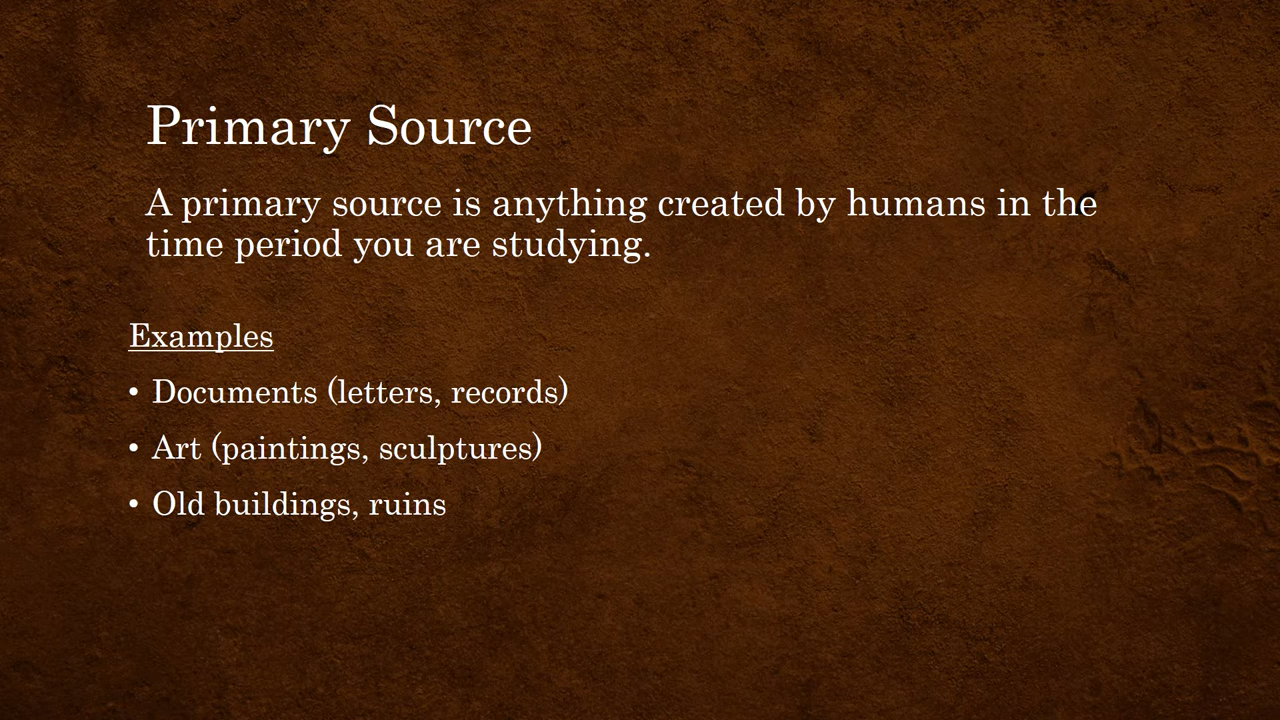 Primary Source
A primary source is anything created by humans in the
time period you are studying.
Examples
• Documents (letters, records)
• Art (paintings, sculptures)
• Old buildings, ruins